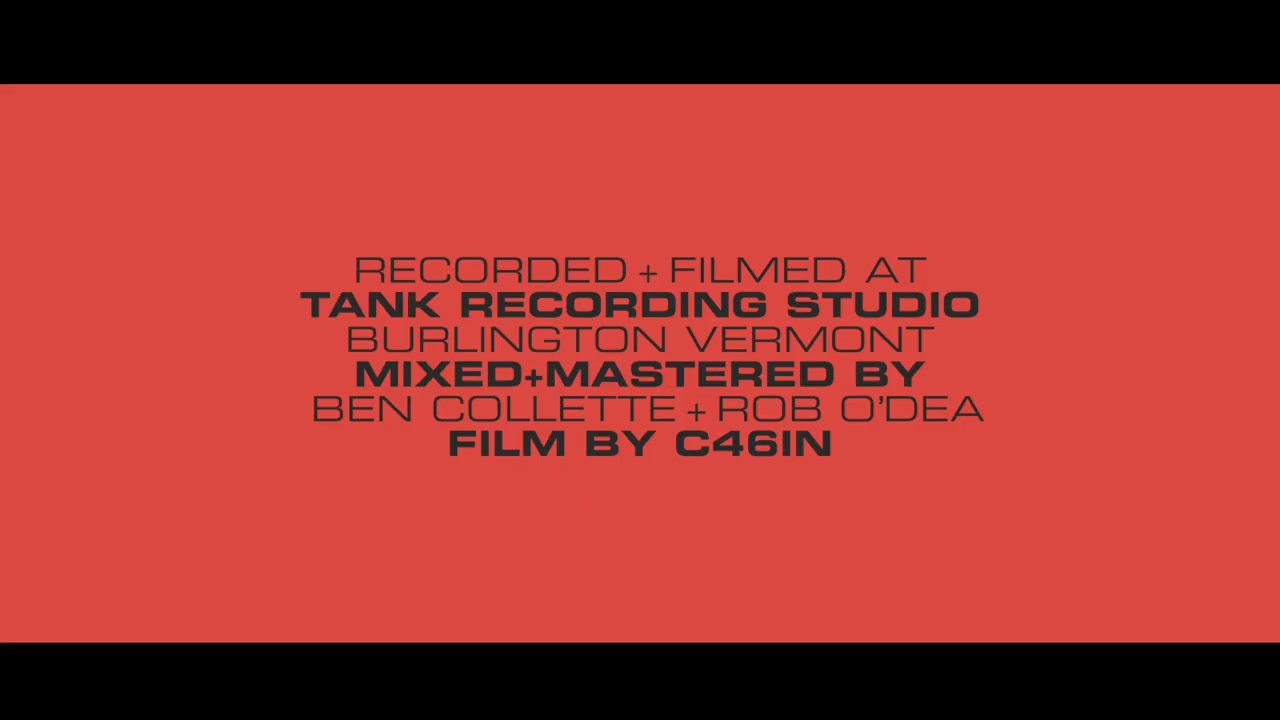 RECORDED + FILMED AT
TANK RECORDING STUDIO
BURLINGTON VERMONT
MIXED+MASTERED BY
BEN COLLETTE + ROB O'DEA
FILM BY C46IN